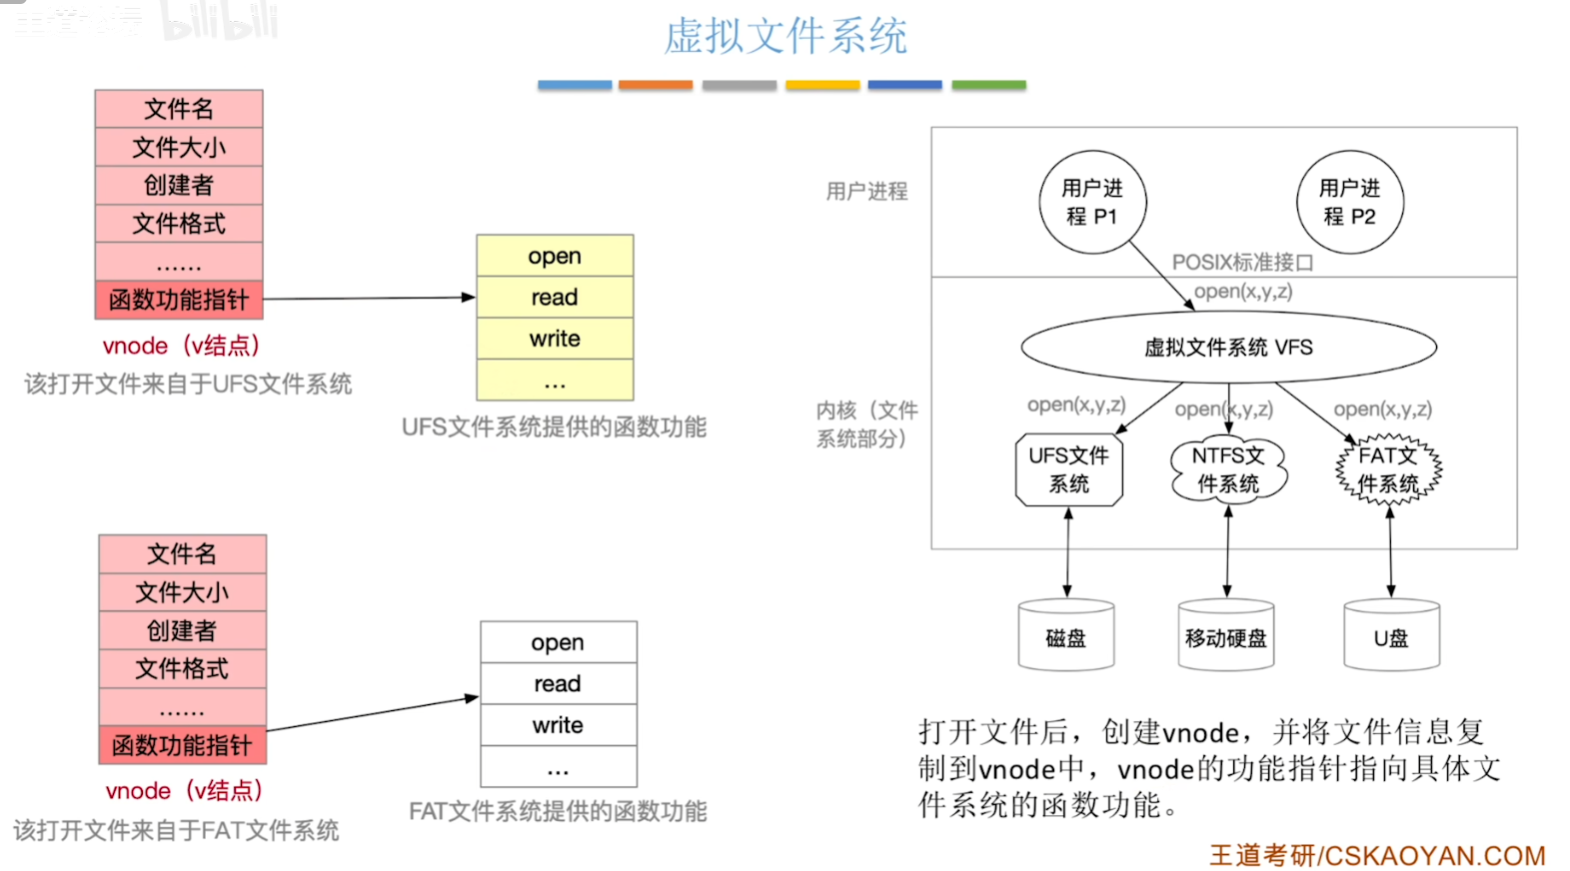 bilibili
虚拟文件系统
文件名
文件大小
创建者
文件格式
……
函数功能指针
vnode（v结点）
该打开文件来自于UFS文件系统
open
read
write
…
UFS文件系统提供的函数功能
文件名
文件大小
创建者
文件格式
……
函数功能指针
vnode（v结点）
该打开文件来自于FAT文件系统
open
read
write
…
FAT文件系统提供的函数功能
用户进程
用户进
程 P1
用户进
程 P2
POSIX标准接口
open(x,y,z)
虚拟文件系统 VFS
内核（文件
系统部分）
open(x,y,z)
open(x,y,z)
open(x,y,z)
UFS文件
系统
NTFS文
件系统
FAT文
件系统
磁盘
移动硬盘
U盘
打开文件后，创建vnode，并将文件信息复
制到vnode中，vnode的功能指针指向具体文
件系统的函数功能。
王道考研/CSKAOYAN.COM